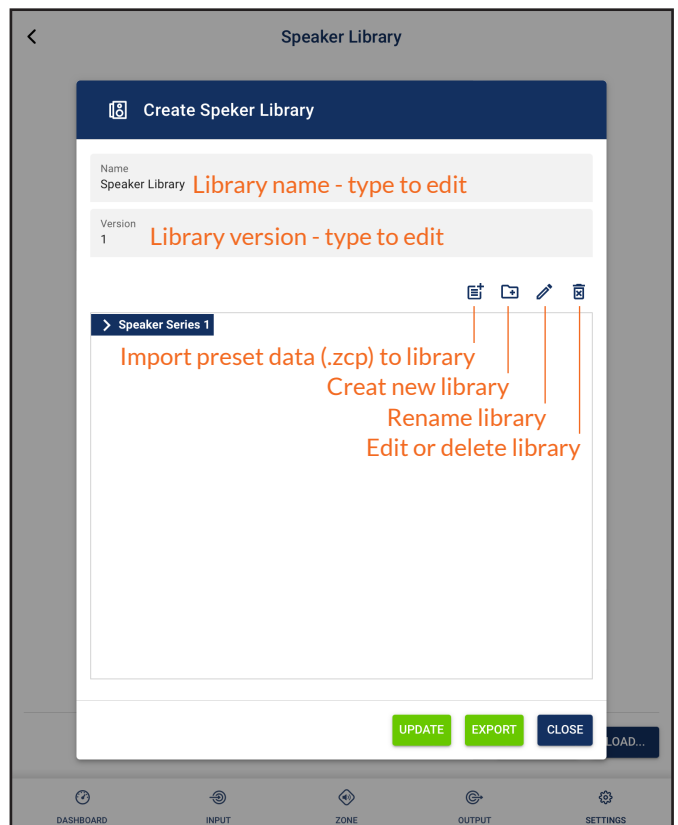 Speaker Library
Create Speker Library
Name
Speaker Library Library name - type to edit
Version
1 Library version - type to edit
Speaker Series 1
Import preset data (.zcp) to library
Creat new library
Rename library
Edit or delete library
UPDATE EXPORT CLOSE
LOAD...
DASHBOARD INPUT ZONE OUTPUT SETTINGS